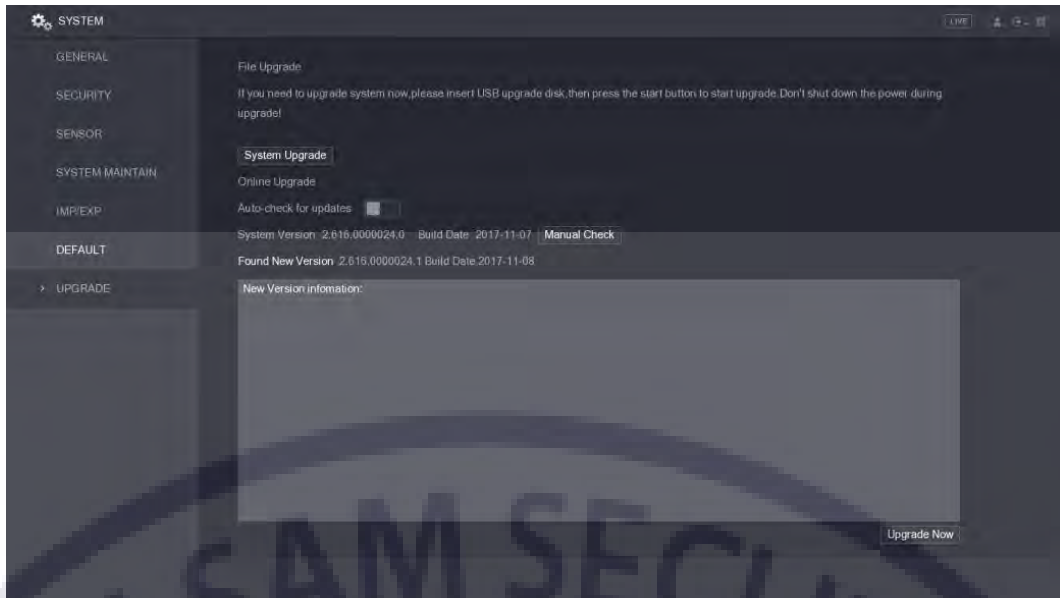 SYSTEM
LIVE
GENERAL
SECURITY
SENSOR
SYSTEM MAINTAIN
IMP/EXP
DEFAULT
> UPGRADE
File Upgrade
If you need to upgrade system now,please insert USB upgrade disk,then press the start button to start upgrade.Don't shut down the power during
upgrade!
System Upgrade
Online Upgrade
Auto-check for updates
System Version 2.616.0000024.0 Build Date 2017-11-07 Manual Check
Found New Version 2.616.0000024.1 Build Date 2017-11-08
New Version infomation:
Upgrade Now
SAM SECU